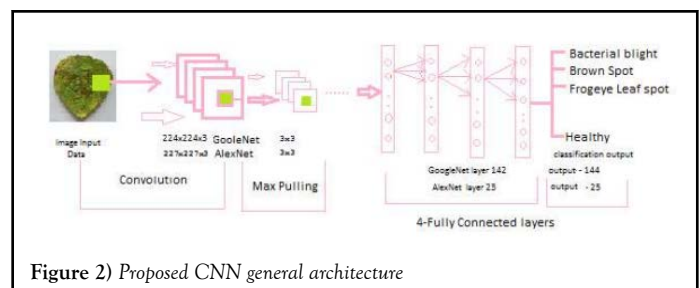 Image Input
Data
224x224x3 GooleNet
227x227x3 AlexNet
Convolution
3x3
3x3
Max Pulling
GoogleNet layer 142
AlexNet layer 23
4-Fully Connected layers
Bacterial blight
Brown Spot
Frogeye Leaf spot
Healthy
classification output
output - 144
output - 25
Figure 2) Proposed CNN general architecture